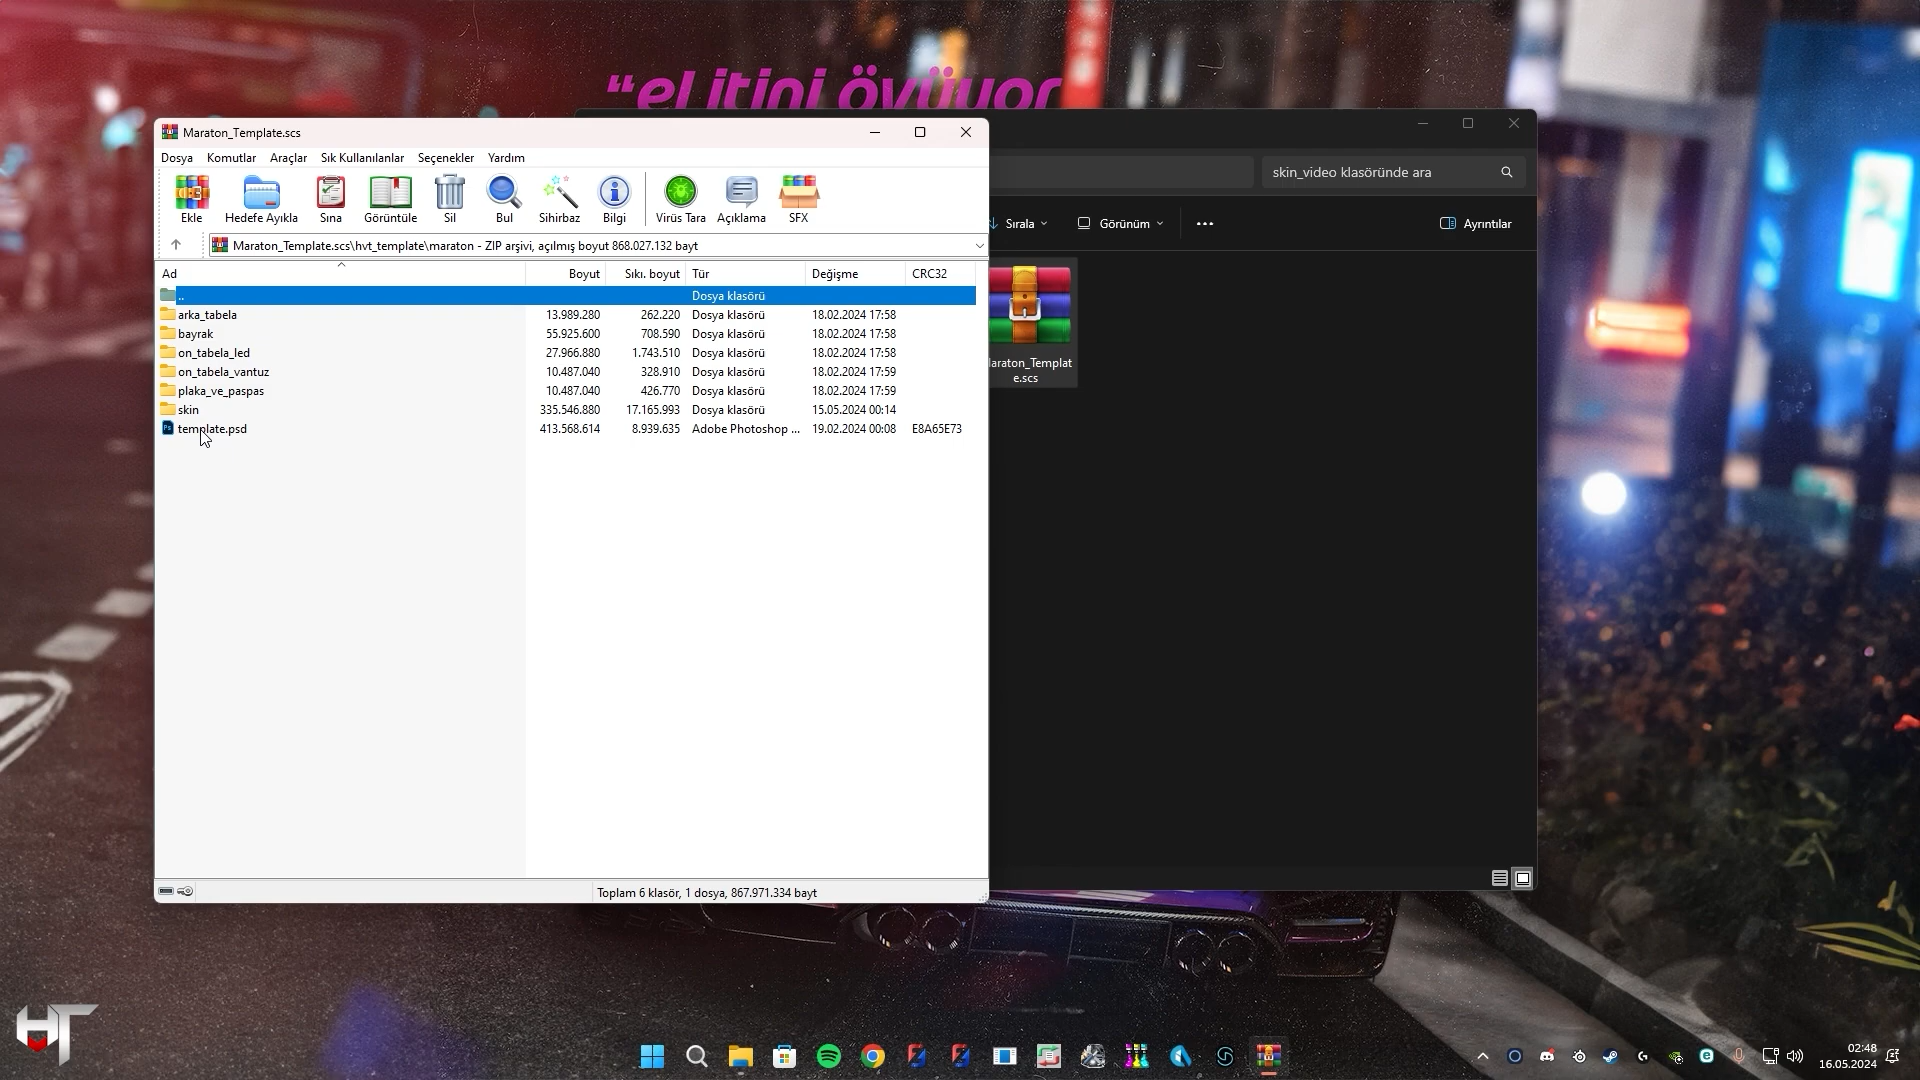 “el itini övüyor
Maraton_Template.scs
Dosya Komutlar Araçlar Sık Kullanılanlar Seçenekler Yardım
Ekle Hedefe Ayıkla Sına Görüntüle Sil Bul Sihirbaz Bilgi Virüs Tara Açıklama SFX
Maraton_Template.scs\hvt_template\maraton - ZIP arşivi, açılmış boyut 868.027.132 bayt
Ad Boyut Sıkı. boyut Tür Değişme CRC32
.. Dosya klasörü
arka_tabela 13.989.280 262.220 Dosya klasörü 18.02.2024 17:58
bayrak 55.925.600 708.590 Dosya klasörü 18.02.2024 17:58
on_tabela_led 27.966.880 1.743.510 Dosya klasörü 18.02.2024 17:58
on_tabela_vantuz 10.487.040 328.910 Dosya klasörü 18.02.2024 17:59
plaka_ve_paspas 10.487.040 426.770 Dosya klasörü 18.02.2024 17:59
skin 335.546.880 17.165.993 Dosya klasörü 15.05.2024 00:14
template.psd 413.568.614 8.939.635 Adobe Photoshop ... 19.02.2024 00:08 E8A65E73
Toplam 6 klasör, 1 dosya, 867.971.334 bayt
skin_video klasöründe ara
Sırala Görünüm Ayrıntılar
araton_Templat
e.scs
HT
02:48
16.05.2024